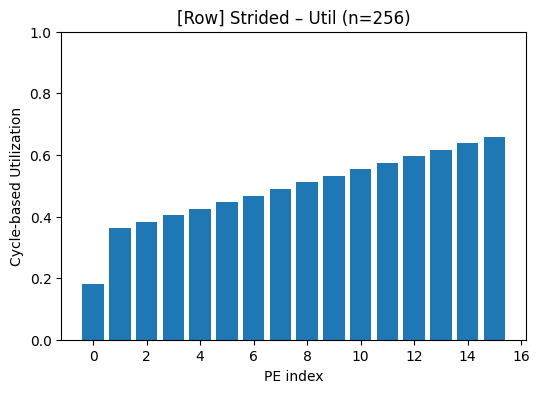 [Row] Strided – Util (n=256)
1.0
0.8
0.6
0.4
0.2
0.0
Cycle-based Utilization
0 2 4 6 8 10 12 14 16
PE index